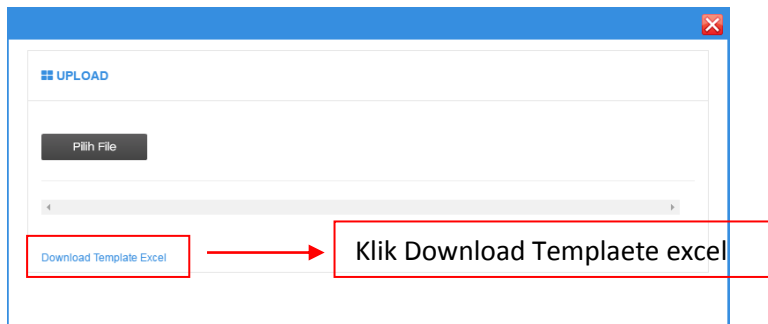 UPLOAD
Pilih File
Download Template Excel
Klik Download Templaete excel